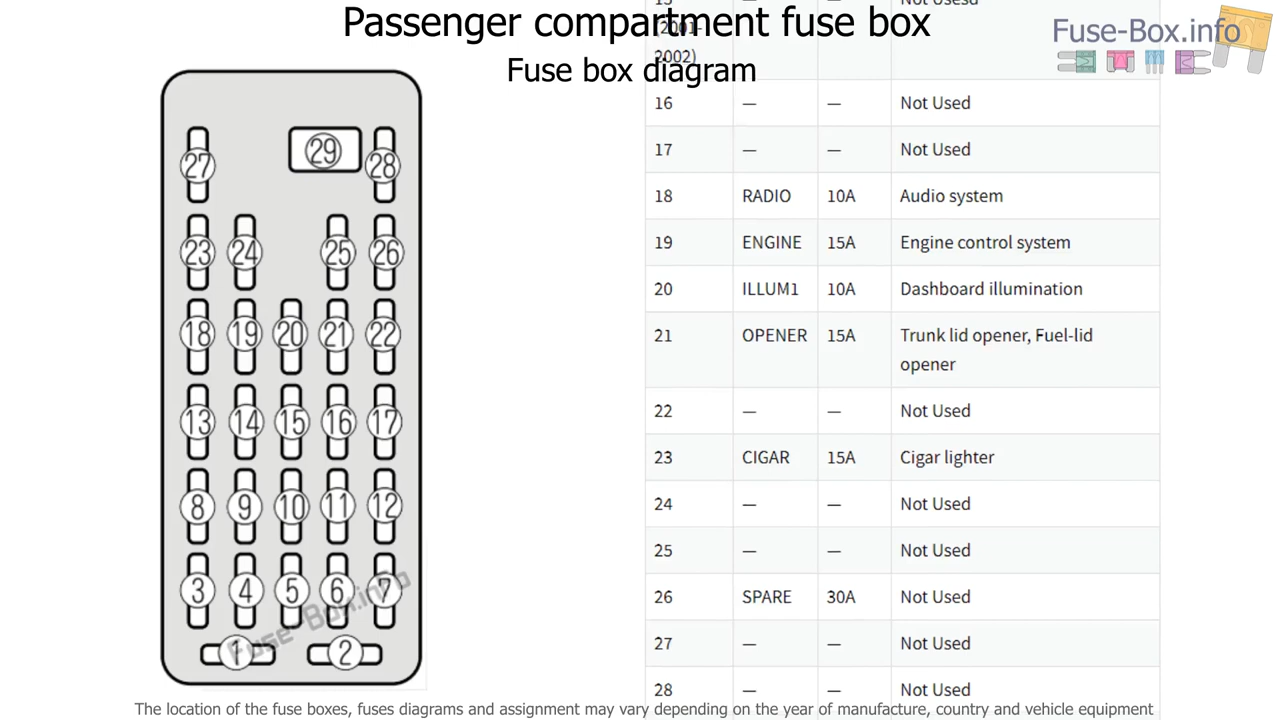 Passenger compartment fuse box
Fuse box diagram
Fuse-Box.info
27 29 28
23 24 25 26
18 19 20 21 22
13 14 15 16 17
8 9 10 11 12
3 4 5 6 7
1 2
Fuse-Box.info
(2001-
2002)
16 — — Not Used
17 — — Not Used
18 RADIO 10A Audio system
19 ENGINE 15A Engine control system
20 ILLUM1 10A Dashboard illumination
21 OPENER 15A Trunk lid opener, Fuel-lid
opener
22 — — Not Used
23 CIGAR 15A Cigar lighter
24 — — Not Used
25 — — Not Used
26 SPARE 30A Not Used
27 — — Not Used
28 — — Not Used
The location of the fuse boxes, fuses diagrams and assignment may vary depending on the year of manufacture, country and vehicle equipment